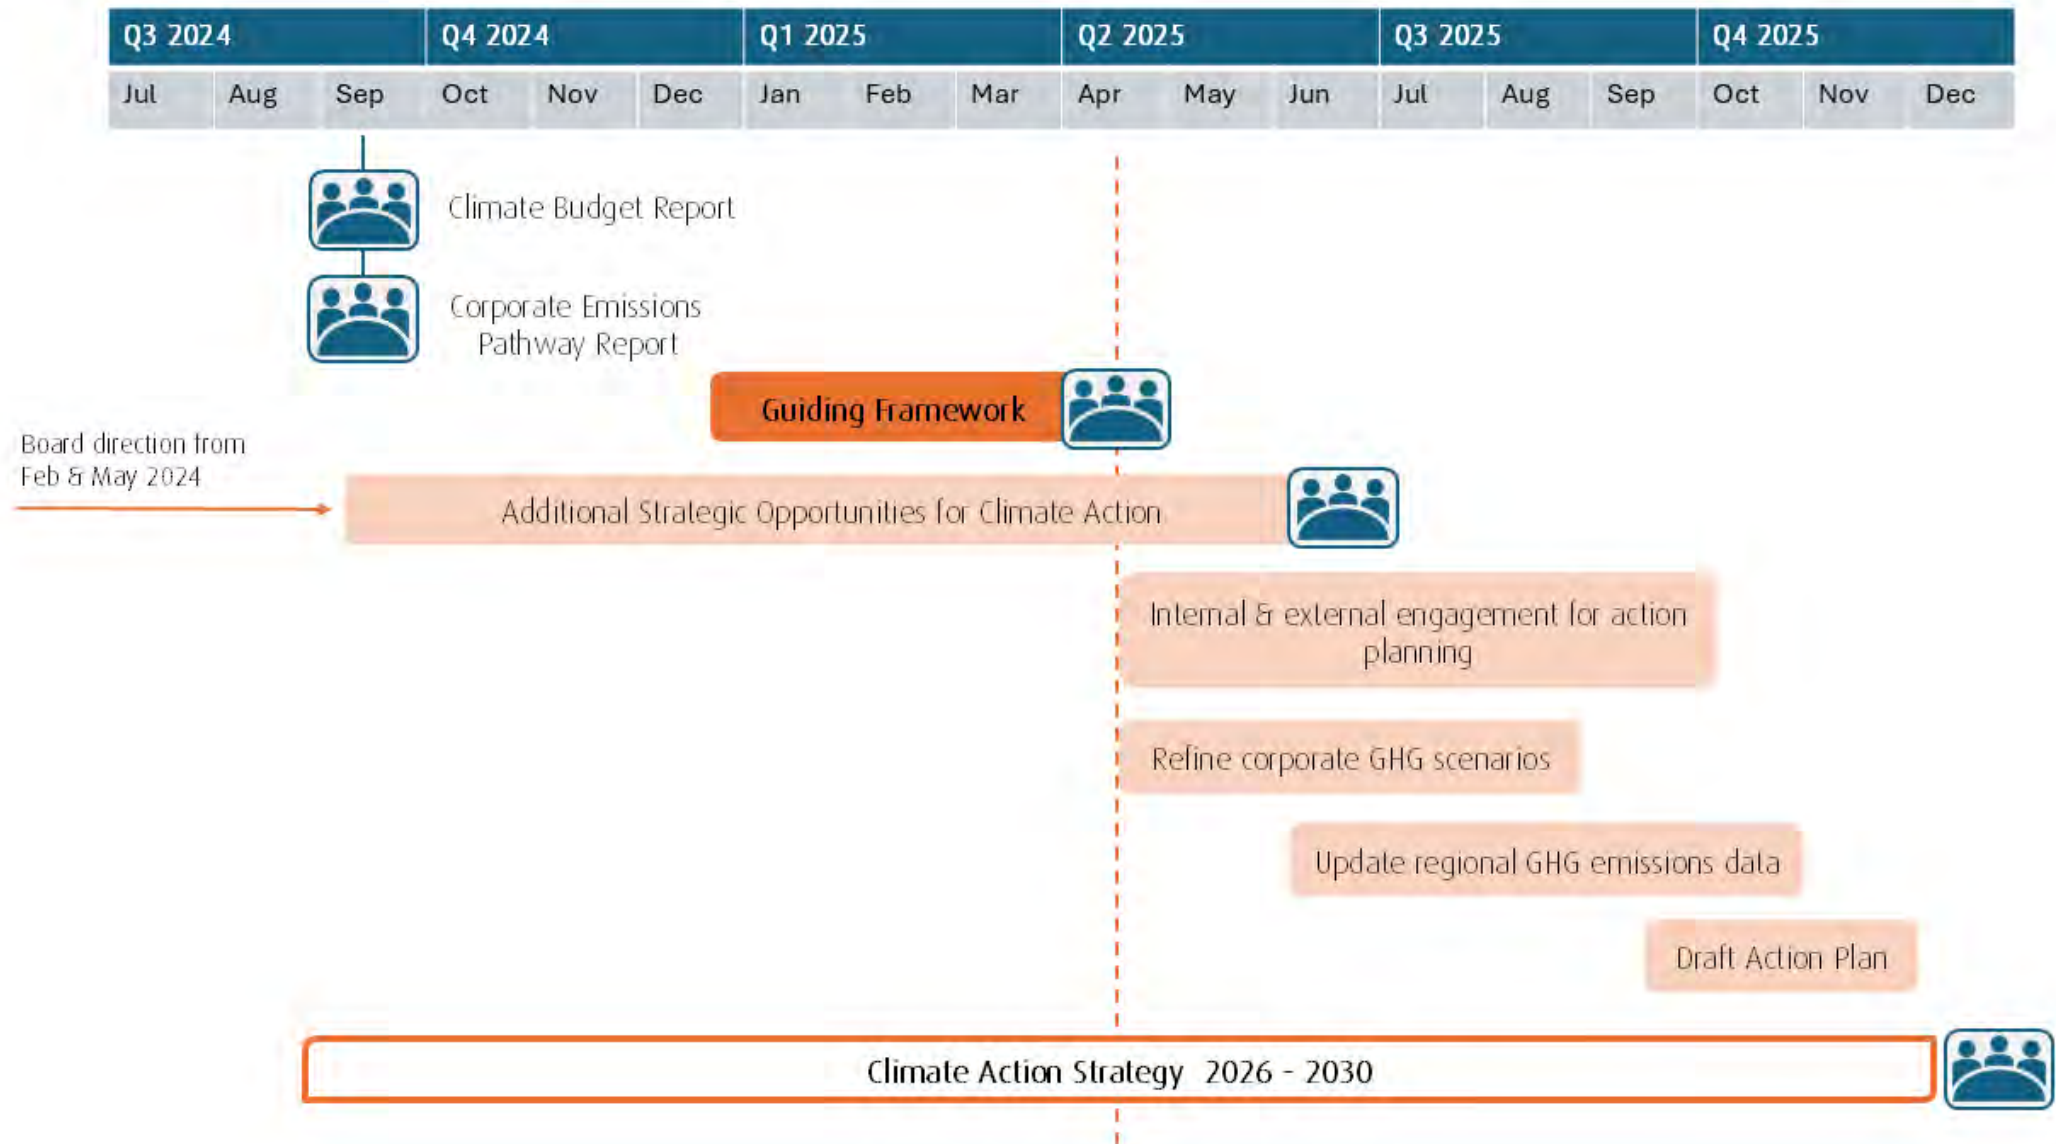 Q3 2024 Q4 2024 Q1 2025 Q2 2025 Q3 2025 Q4 2025
Jul Aug Sep Oct Nov Dec Jan Feb Mar Apr May Jun Jul Aug Sep Oct Nov Dec
Climate Budget Report
Corporate Emissions
Pathway Report
Guiding Framework
Board direction from
Feb & May 2024
Additional Strategic Opportunities for Climate Action
Internal & external engagement for action
planning
Refine corporate GHG scenarios
Update regional GHG emissions data
Draft Action Plan
Climate Action Strategy 2026 - 2030